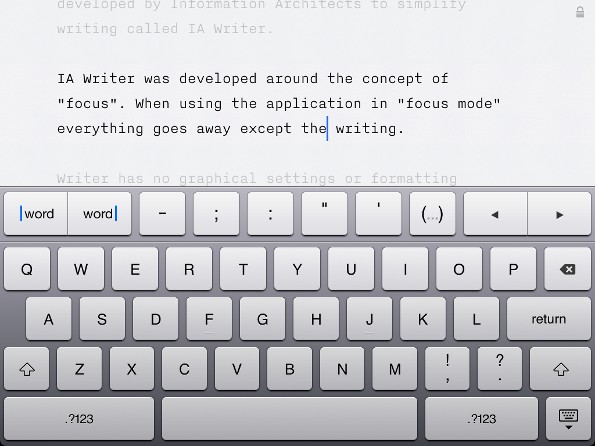 developed by Information Architects to simplify
writing called IA Writer.
IA Writer was developed around the concept of
"focus". When using the application in "focus mode"
everything goes away except the writing.
Writer has no graphical settings or formatting
word word - ; : " ' (...)
Q W E R T Y U I O P
A S D F G H J K L return
Z X C V B N M ! , ? .
.?123 .?123